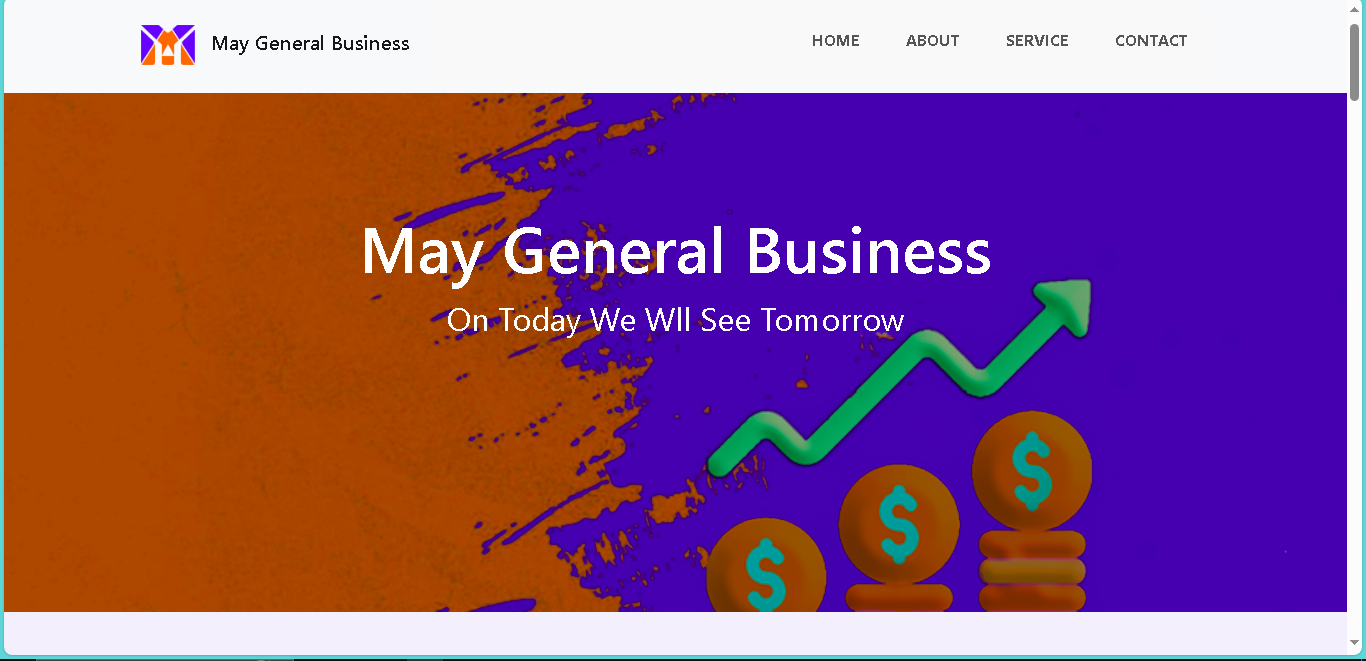 May General Business
HOME ABOUT SERVICE CONTACT
May General Business
On Today We Wll See Tomorrow
$ $ $